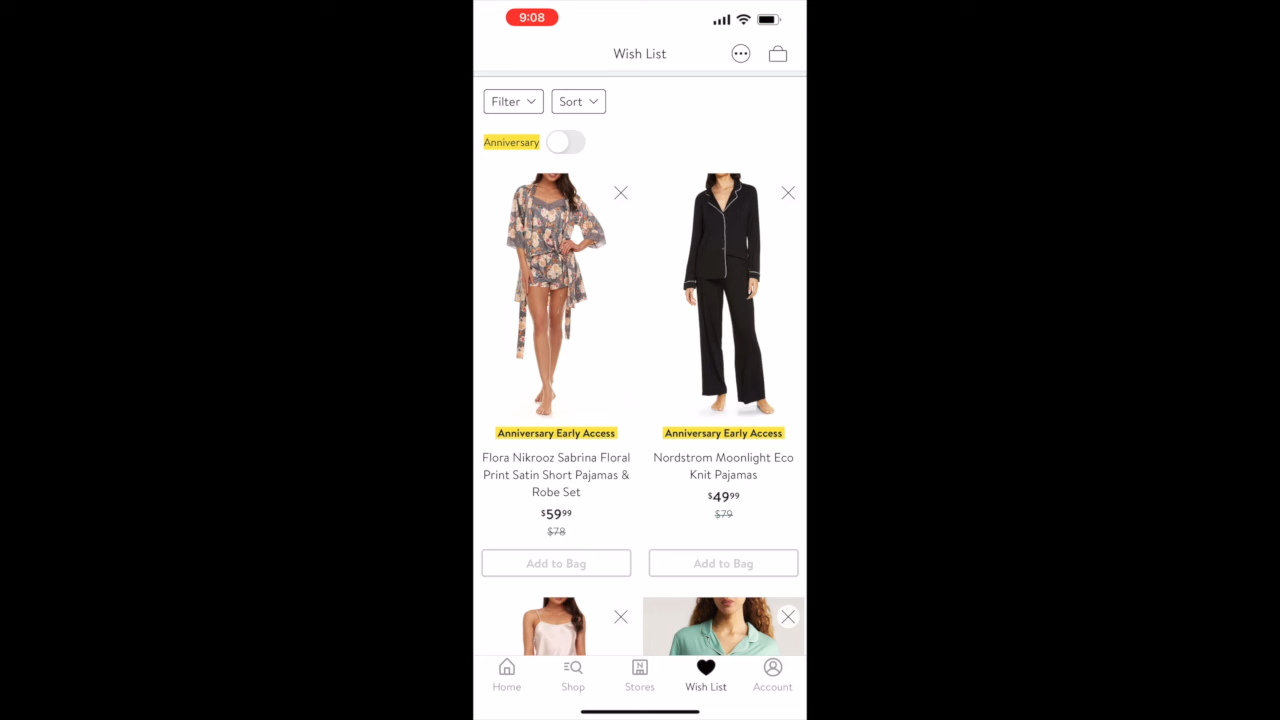 9:08
Wish List
Filter
Sort
Anniversary
Anniversary Early Access
Flora Nikrooz Sabrina Floral
Print Satin Short Pajamas &
Robe Set
$59.99
$78
Add to Bag
Anniversary Early Access
Nordstrom Moonlight Eco
Knit Pajamas
$49.99
$79
Add to Bag
N
Home
Shop
Stores
Wish List
Account